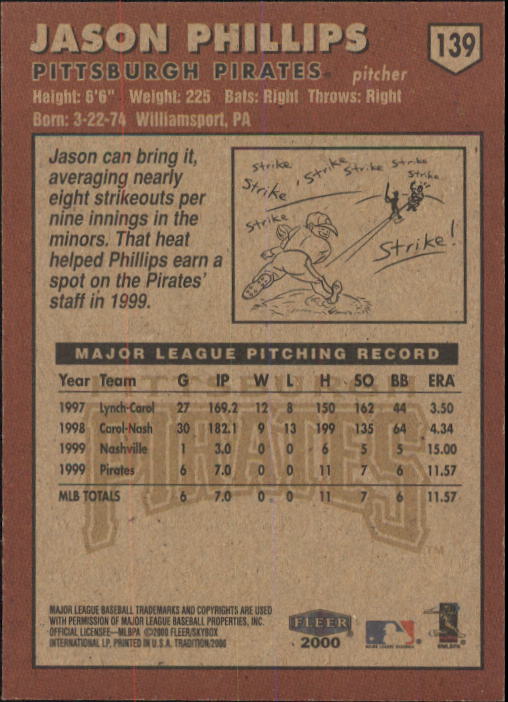 JASON PHILLIPS
139
PITTSBURGH PIRATES pitcher
Height: 6'6" Weight: 225 Bats: Right Throws: Right
Born: 3-22-74 Williamsport, PA
Jason can bring it,
averaging nearly
eight strikeouts per
nine innings in the
minors. That heat
helped Phillips earn a
spot on the Pirates'
staff in 1999.
Strike Strike Strike Strike
Strike Strike
Strike
Strike!
MAJOR LEAGUE PITCHING RECORD
Year Team G IP W L H SO BB ERA
1997 Lynch-Carol 27 169.2 12 8 150 162 44 3.50
1998 Carol-Nash 30 182.1 9 13 199 135 64 4.34
1999 Nashville 1 3.0 0 0 6 5 5 15.00
1999 Pirates 6 7.0 0 0 11 7 6 11.57
MLB TOTALS 6 7.0 0 0 11 7 6 11.57
PITTSBURGH
PIRATES
TM
MAJOR LEAGUE BASEBALL TRADEMARKS AND COPYRIGHTS ARE USED
WITH PERMISSION OF MAJOR LEAGUE BASEBALL PROPERTIES, INC.
OFFICIAL LICENSEE—MLBPA ©2000 FLEER/SKYBOX
INTERNATIONAL LP. PRINTED IN U.S.A. TRADITION/2000
FLEER
2000
MAJOR LEAGUE BASEBALL
MLBPA